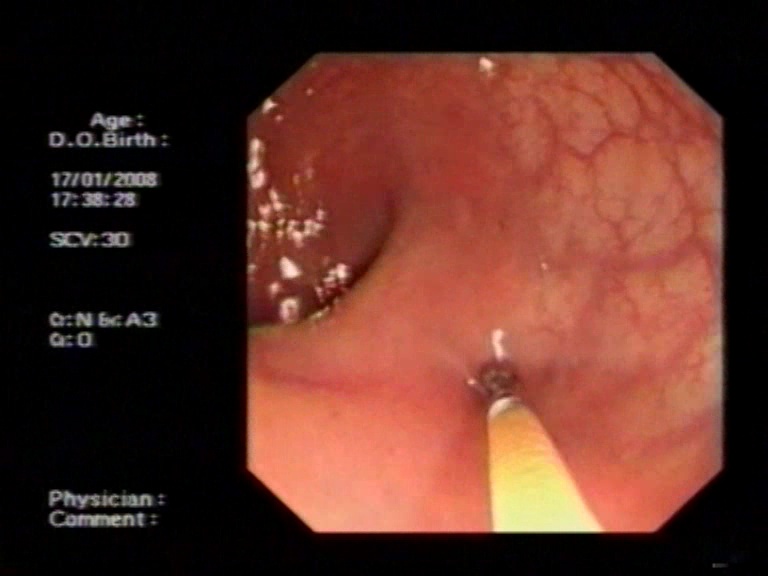 Age:
D.O.Birth:
17/01/2008
17:38:28
SCV:30
Physician:
Comment: